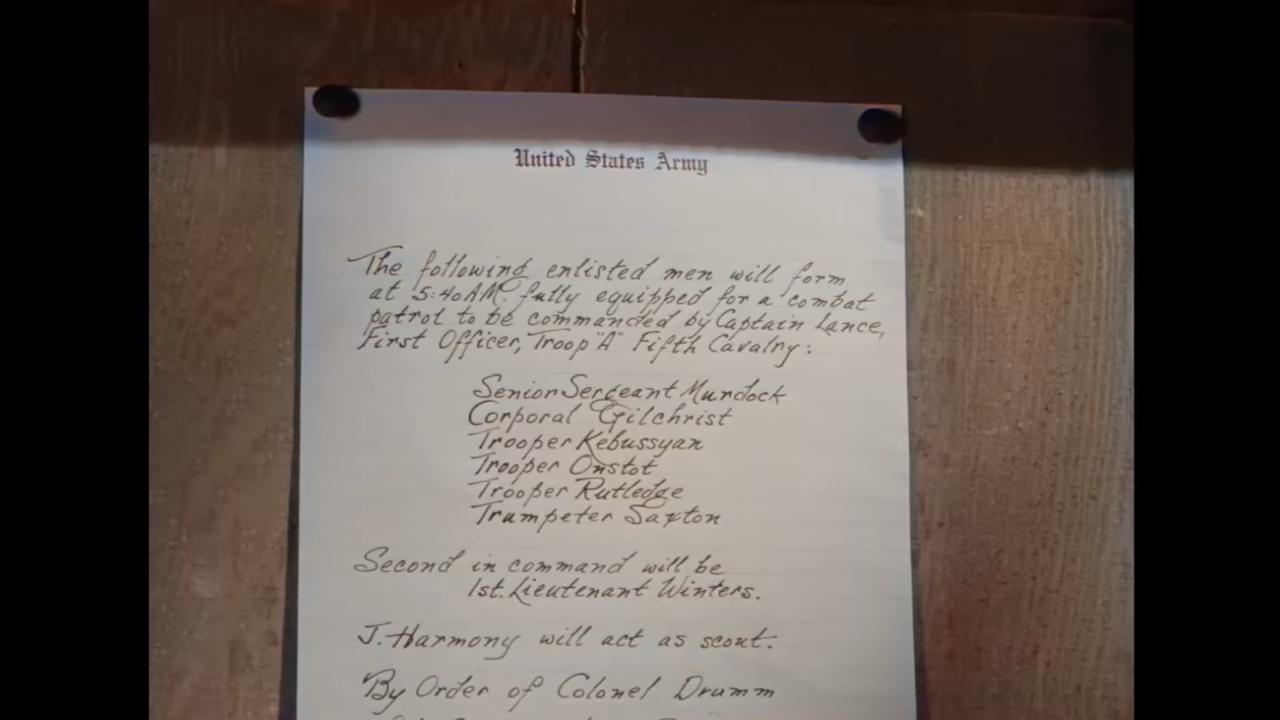 United States Army
The following enlisted men will form
at 5:40 AM. fully equipped for a combat
patrol to be commanded by Captain Lance,
First Officer, Troop "A" Fifth Cavalry:
Senior Sergeant Murdock
Corporal Gilchrist
Trooper Kebussyan
Trooper Onstot
Trooper Rutledge
Trumpeter Saxton
Second in command will be
1st. Lieutenant Winters.
J. Harmony will act as scout.
By Order of Colonel Drumm